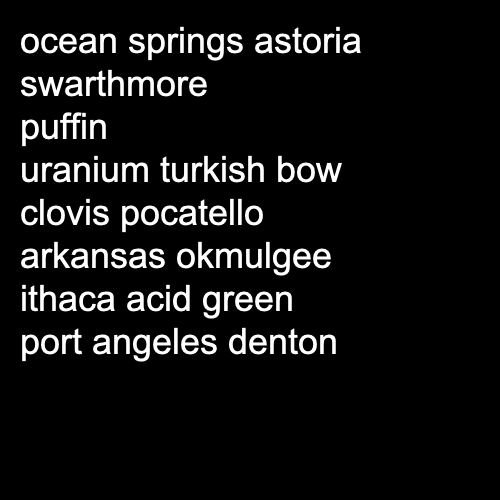 ocean springs astoria
swarthmore
puffin
uranium turkish bow
clovis pocatello
arkansas okmulgee
ithaca acid green
port angeles denton